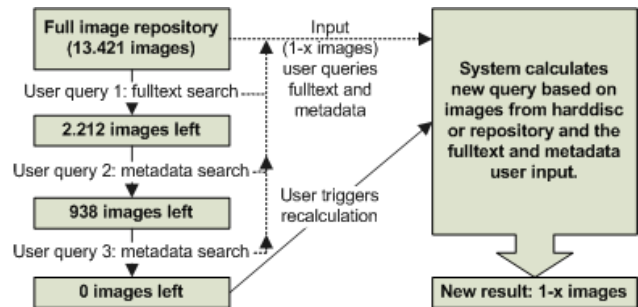 Full image repository
(13.421 images)
User query 1: fulltext search
2.212 images left
User query 2: metadata search
938 images left
User query 3: metadata search
0 images left
Input
(1-x images)
user queries
fulltext and
metadata
User triggers
recalculation
System calculates
new query based on
images from harddisc
or repository and the
fulltext and metadata
user input.
New result: 1-x images